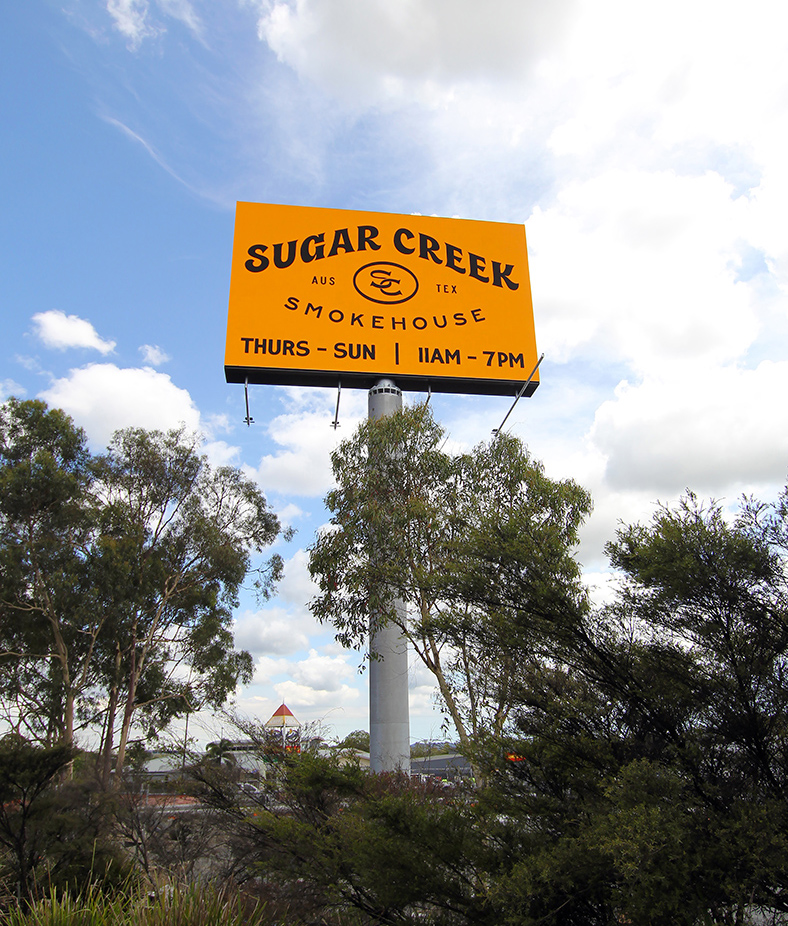 SUGAR CREEK
AUS SC TEX
SMOKEHOUSE
THURS – SUN | 11AM – 7PM